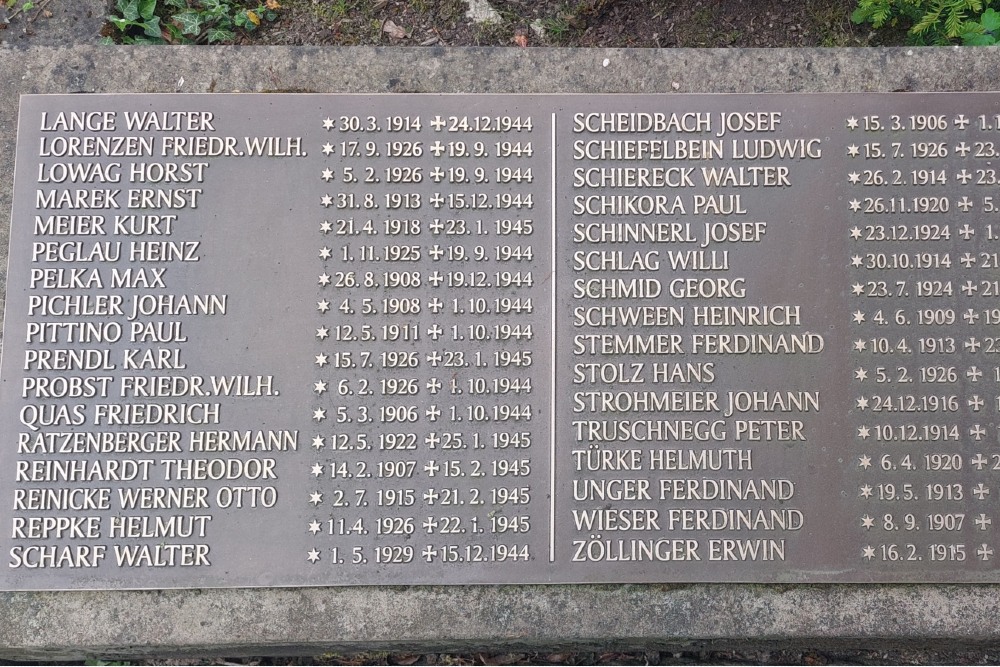 LANGE WALTER ✶ 30. 3. 1914 ✢ 24.12.1944
LORENZEN FRIEDR.WILH. ✶ 17. 9. 1926 ✢ 19. 9. 1944
LOWAG HORST ✶ 5. 2. 1926 ✢ 19. 9. 1944
MAREK ERNST ✶ 31. 8. 1913 ✢ 15.12.1944
MEIER KURT ✶ 21. 4. 1918 ✢ 23. 1. 1945
PEGLAU HEINZ ✶ 1. 11. 1925 ✢ 19. 9. 1944
PELKA MAX ✶ 26. 8. 1908 ✢ 19.12.1944
PICHLER JOHANN ✶ 4. 5. 1908 ✢ 1. 10. 1944
PITTINO PAUL ✶ 12. 5. 1911 ✢ 1. 10. 1944
PRENDL KARL ✶ 15. 7. 1926 ✢ 23. 1. 1945
PROBST FRIEDR.WILH. ✶ 6. 2. 1926 ✢ 1. 10. 1944
QUAS FRIEDRICH ✶ 5. 3. 1906 ✢ 1. 10. 1944
RATZENBERGER HERMANN ✶ 12. 5. 1922 ✢ 25. 1. 1945
REINHARDT THEODOR ✶ 14. 2. 1907 ✢ 15. 2. 1945
REINICKE WERNER OTTO ✶ 2. 7. 1915 ✢ 21. 2. 1945
REPPKE HELMUT ✶ 11. 4. 1926 ✢ 22. 1. 1945
SCHARF WALTER ✶ 1. 5. 1929 ✢ 15.12.1944
SCHEIDBACH JOSEF ✶ 15. 3. 1906 ✢ 1.
SCHIEFELBEIN LUDWIG ✶ 15. 7. 1926 ✢ 23.
SCHIERECK WALTER ✶ 26. 2. 1914 ✢ 23.
SCHIKORA PAUL ✶ 26.11.1920 ✢ 5.
SCHINNERL JOSEF ✶ 23.12.1924 ✢ 1.
SCHLAG WILLI ✶ 30.10.1914 ✢ 21
SCHMID GEORG ✶ 23. 7. 1924 ✢ 21
SCHWEEN HEINRICH ✶ 4. 6. 1909 ✢ 19
STEMMER FERDINAND ✶ 10. 4. 1913 ✢
STOLZ HANS ✶ 5. 2. 1926 ✢
STROHMEIER JOHANN ✶ 24.12.1916 ✢
TRUSCHNEGG PETER ✶ 10.12.1914 ✢
TÜRKE HELMUTH ✶ 6. 4. 1920 ✢
UNGER FERDINAND ✶ 19. 5. 1913 ✢
WIESER FERDINAND ✶ 8. 9. 1907 ✢
ZÖLLINGER ERWIN ✶ 16. 2. 1915 ✢